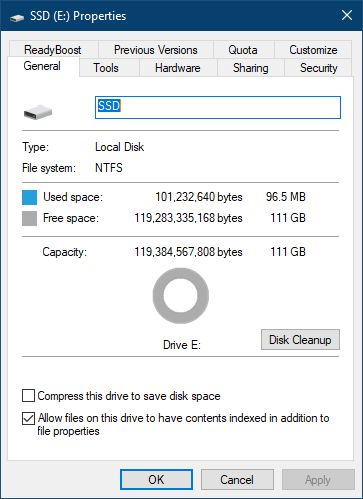 SSD (E:) Properties
ReadyBoost Previous Versions Quota Customize
General Tools Hardware Sharing Security
SSD
Type: Local Disk
File system: NTFS
Used space: 101,232,640 bytes 96.5 MB
Free space: 119,283,335,168 bytes 111 GB
Capacity: 119,384,567,808 bytes 111 GB
Drive E: Disk Cleanup
Compress this drive to save disk space
Allow files on this drive to have contents indexed in addition to
file properties
OK Cancel Apply